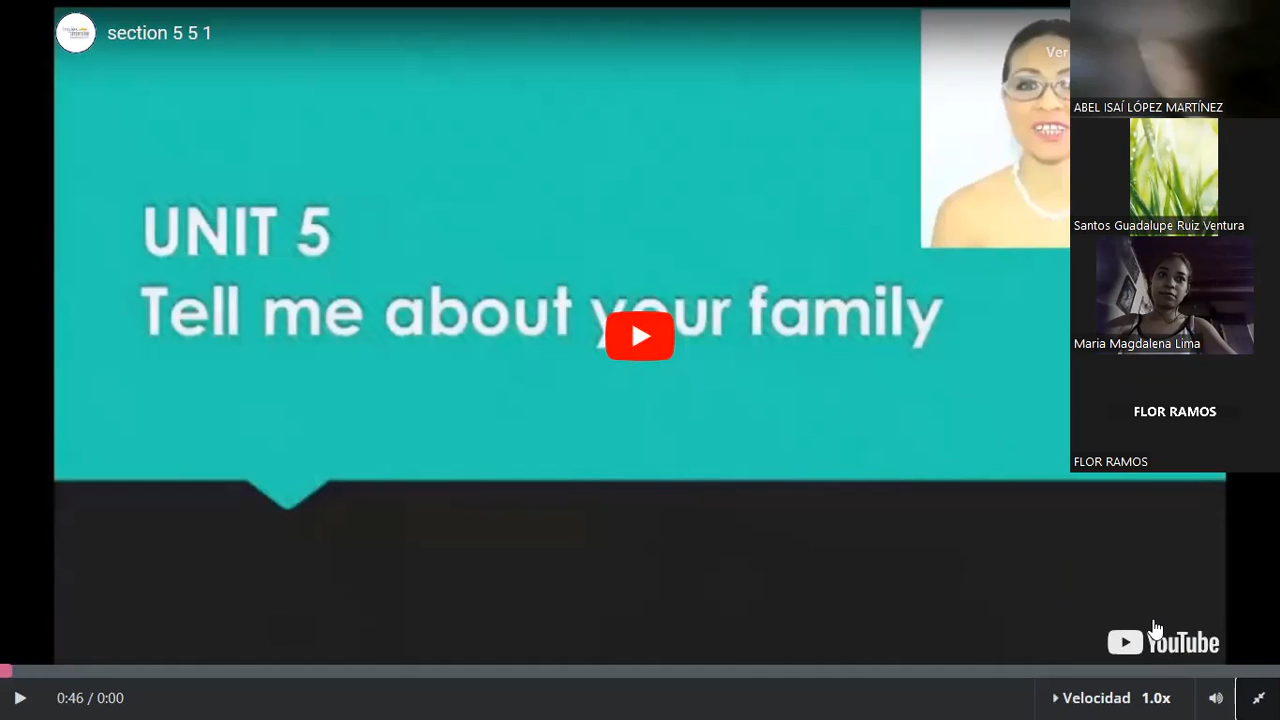 section 5 5 1
Ver
ABEL ISAÍ LÓPEZ MARTÍNEZ
Santos Guadalupe Ruiz Ventura
Maria Magdalena Lima
FLOR RAMOS
FLOR RAMOS
UNIT 5
Tell me about your family
YouTube
0:46 / 0:00
Velocidad 1.0x